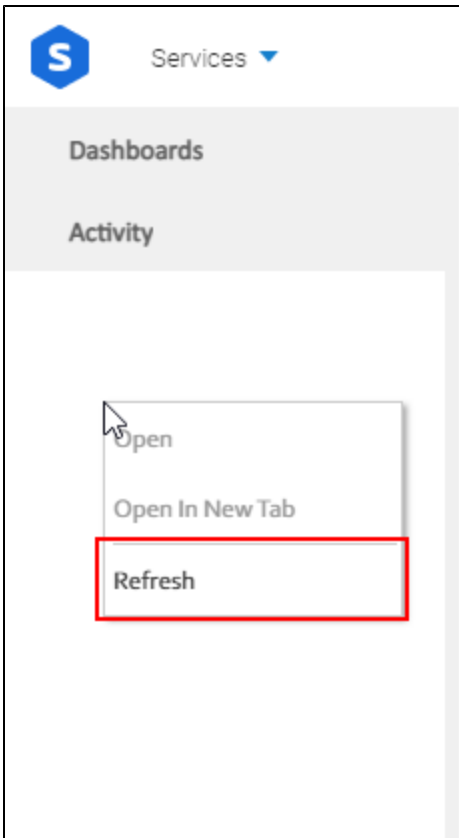 S
Services
Dashboards
Activity
Open
Open In New Tab
Refresh